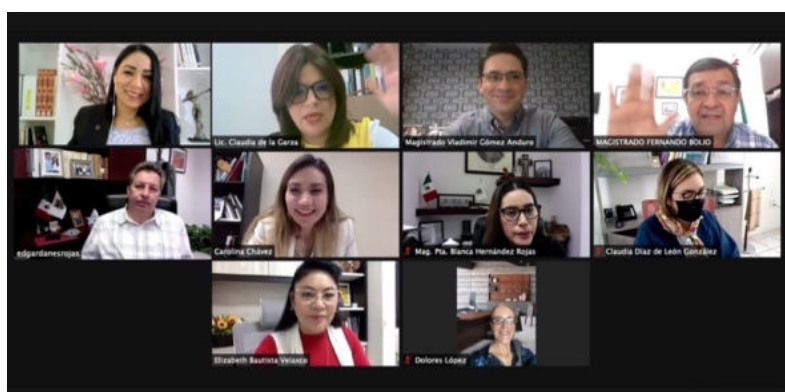 Lic. Claudia de la Garza
Magistrado Vladimir Gómez Anduro
MAGISTRADO FERNANDO BOLIO
edgardanesrojas
Carolina Chávez
Mag. Pta. Blanca Hernández Rojas
Claudia Díaz de León González
Elizabeth Bautista Velasco
Dolores López